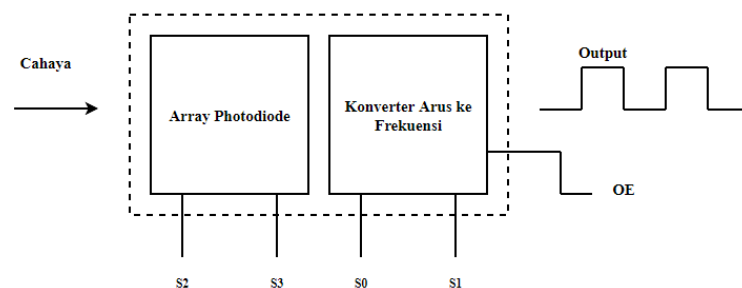 Cahaya
Array Photodiode
Konverter Arus ke
Frekuensi
Output
OE
S2
S3
S0
S1